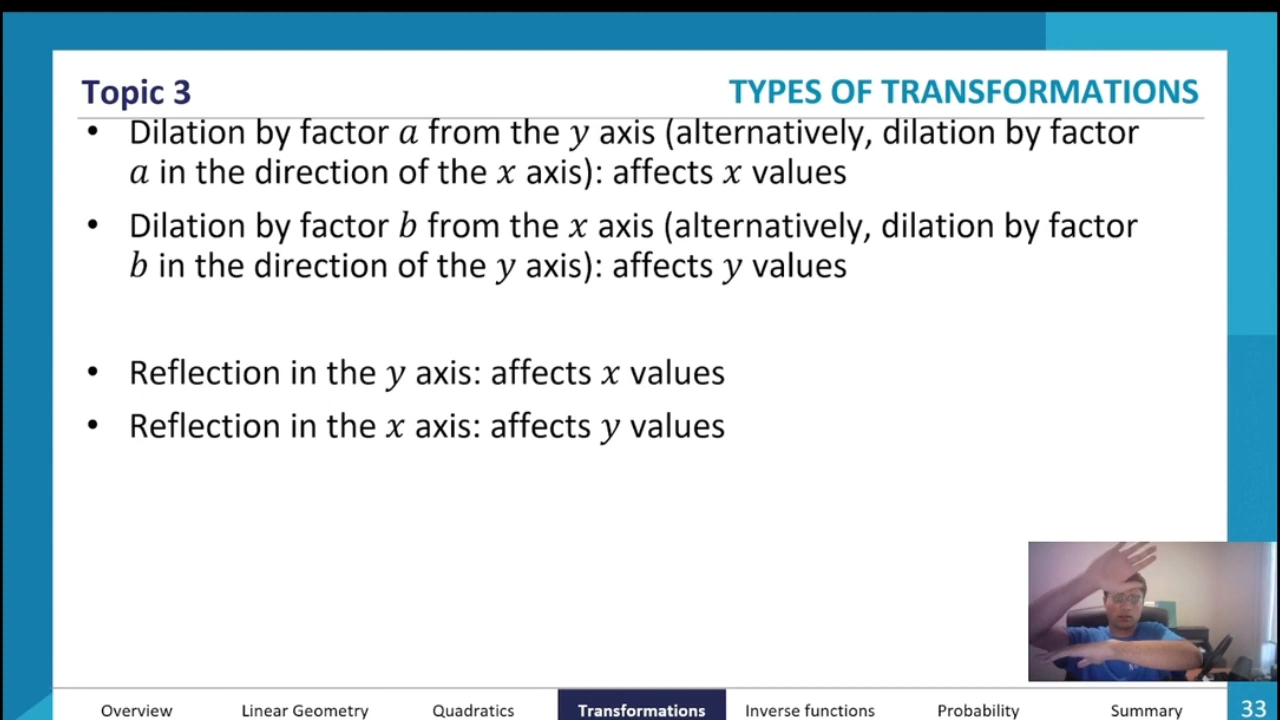 Topic 3
TYPES OF TRANSFORMATIONS
• Dilation by factor a from the y axis (alternatively, dilation by factor
a in the direction of the x axis): affects x values
• Dilation by factor b from the x axis (alternatively, dilation by factor
b in the direction of the y axis): affects y values
• Reflection in the y axis: affects x values
• Reflection in the x axis: affects y values
Overview Linear Geometry Quadratics Transformations Inverse functions Probability Summary 33